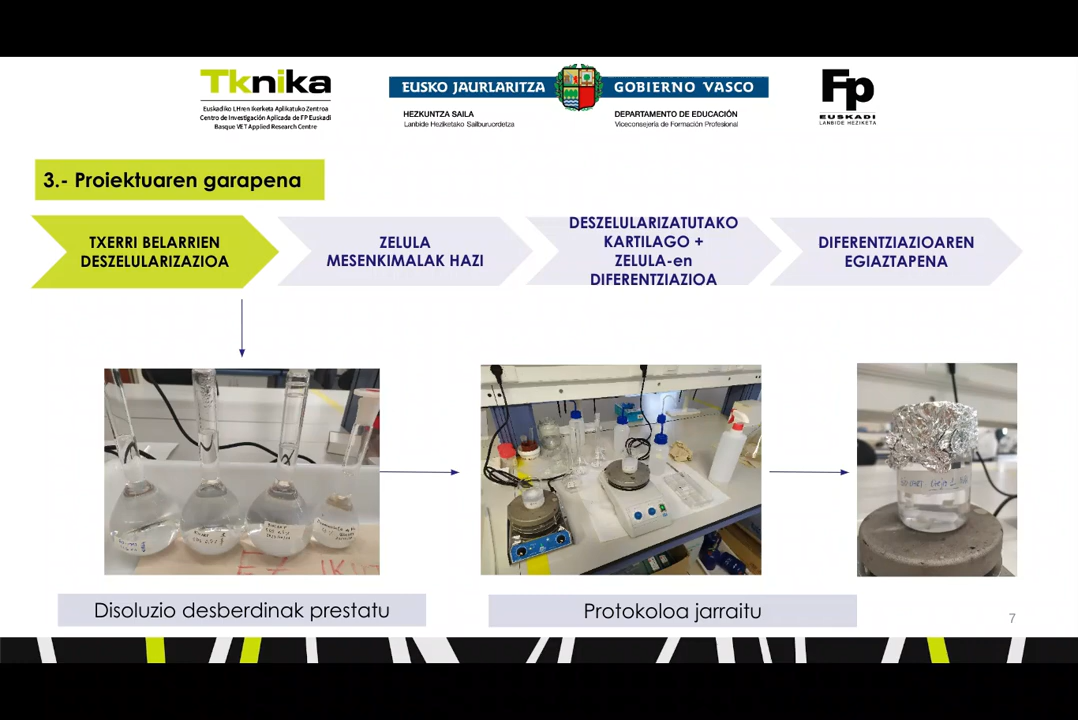 Tknika
Euskadiko LHren Ikerketa Aplikatuko Zentroa
Centro de Investigación Aplicada de FP Euskadi
Basque VET Applied Research Centre
EUSKO JAURLARITZA
GOBIERNO VASCO
HEZKUNTZA SAILA
Lanbide Heziketako Sailburuordetza
DEPARTAMENTO DE EDUCACIÓN
Viceconsejería de Formación Profesional
Fp
EUSKADI
LANBIDE HEZIKETA
3.- Proiektuaren garapena
TXERRI BELARRIEN
DESZELULARIZAZIOA
ZELULA
MESENKIMALAK HAZI
DESZELULARIZATUTAKO
KARTILAGO +
ZELULA-en
DIFERENTZIAZIOA
DIFERENTZIAZIOAREN
EGIAZTAPENA
Disoluzio desberdinak prestatu
Protokoloa jarraitu
7